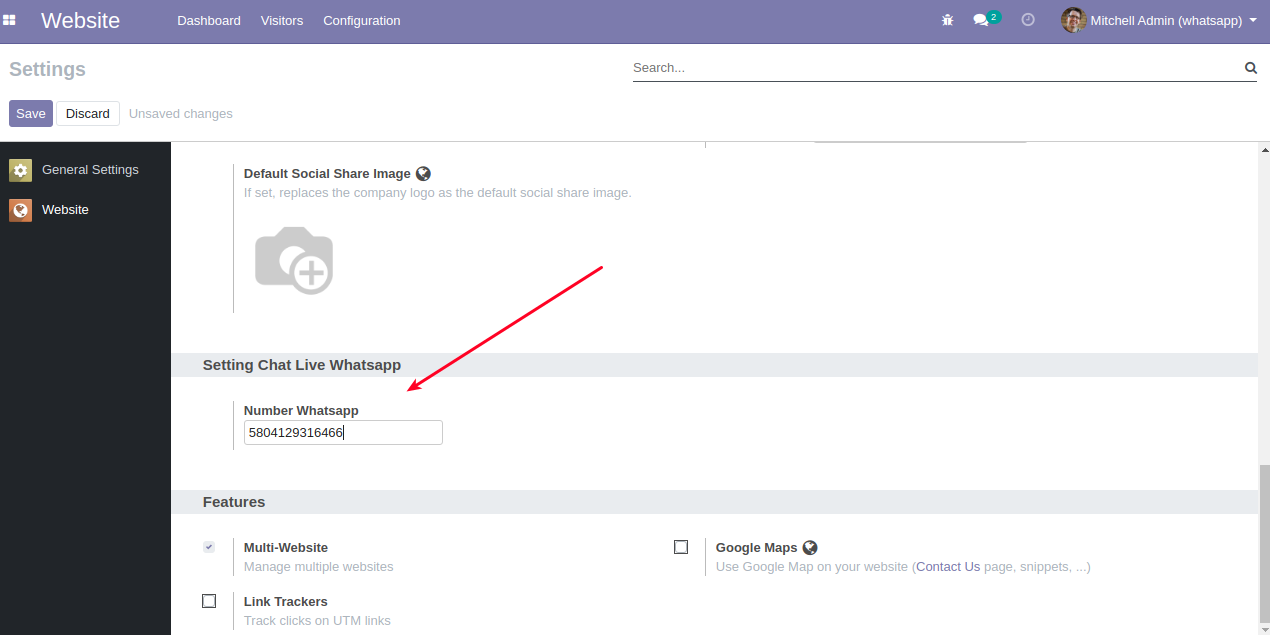 Website
Dashboard Visitors Configuration
2
Mitchell Admin (whatsapp)
Settings
Search...
Save Discard Unsaved changes
General Settings
Website
Default Social Share Image
If set, replaces the company logo as the default social share image.
Setting Chat Live Whatsapp
Number Whatsapp
5804129316466
Features
Multi-Website
Manage multiple websites
Google Maps
Use Google Map on your website (Contact Us page, snippets, ...)
Link Trackers
Track clicks on UTM links